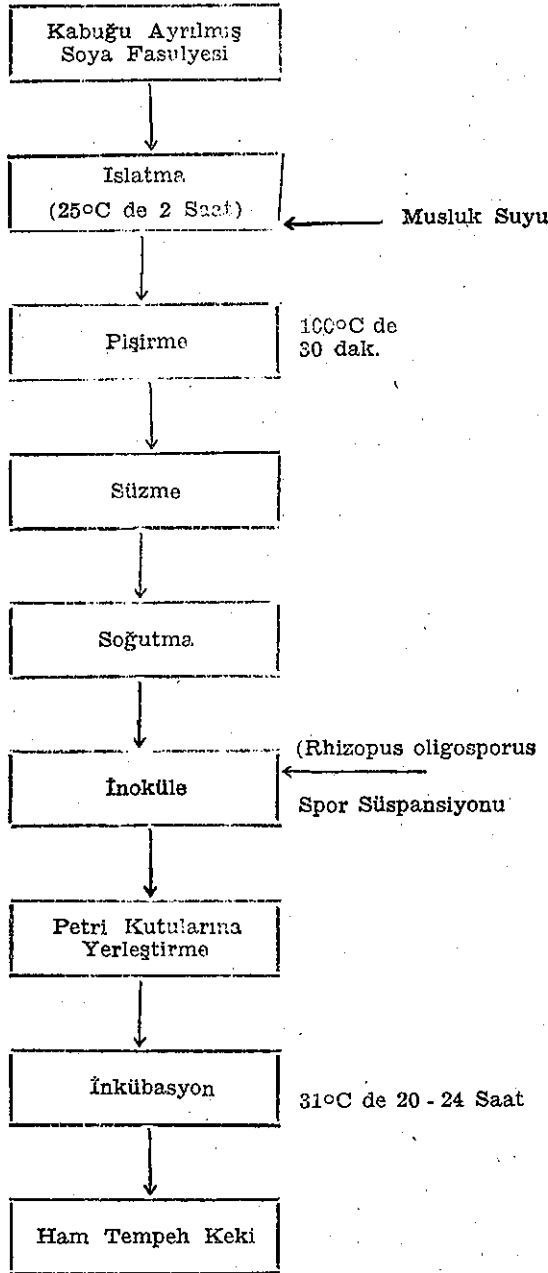 Kabuğu Ayrılmış
Soya Fasulyesi
Islatma
(25°C de 2 Saat)
Musluk Suyu
Pişirme
100°C de
30 dak.
Süzme
Soğutma
İnoküle
(Rhizopus oligosporus
Spor Süspansiyonu
Petri Kutularına
Yerleştirme
İnkübasyon
31°C de 20 - 24 Saat
Ham Tempeh Keki